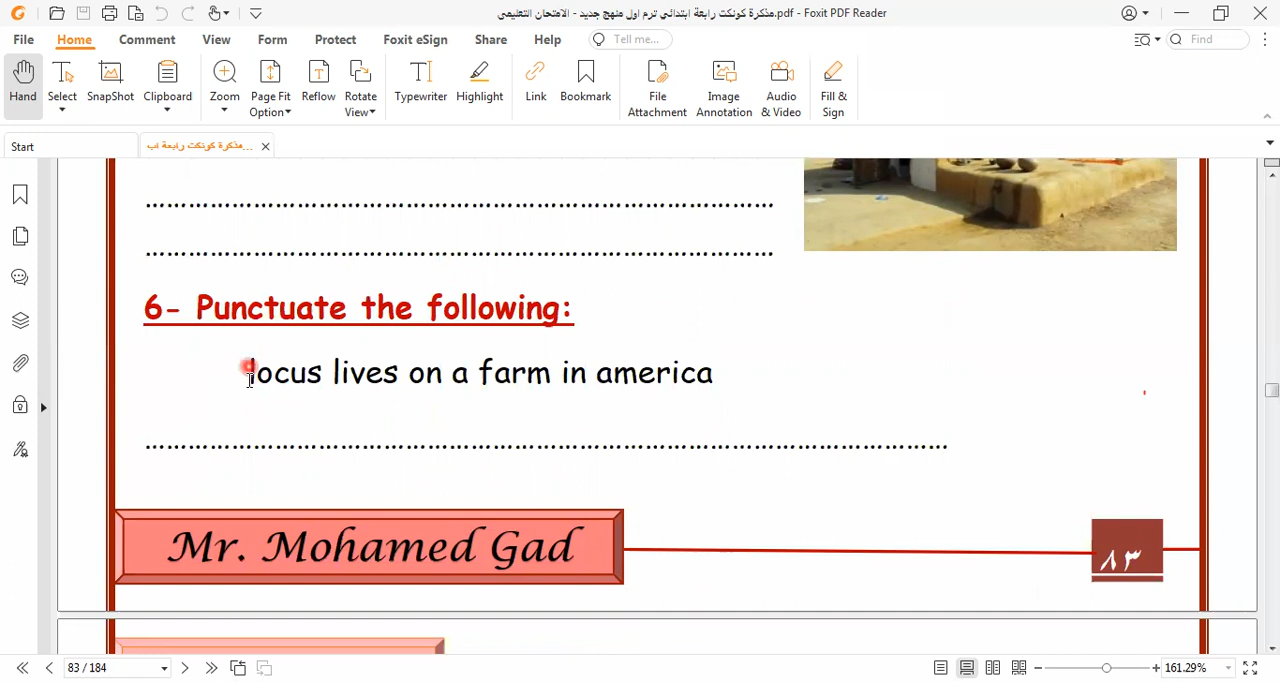 مذكرة كونكت رابعة ابتدائي ترم اول منهج جديد - الامتحان التعليمي.pdf - Foxit PDF Reader
File Home Comment View Form Protect Foxit eSign Share Help Tell me... Find
Hand Select SnapShot Clipboard Zoom Page Fit Option Reflow Rotate View Typewriter Highlight Link Bookmark File Attachment Image Annotation Audio & Video Fill & Sign
Start مذكرة كونكت رابعة اب...
........................................................................
........................................................................
6- Punctuate the following:
locus lives on a farm in america
........................................................................
Mr. Mohamed Gad
٨٣
83 / 184 161.29%